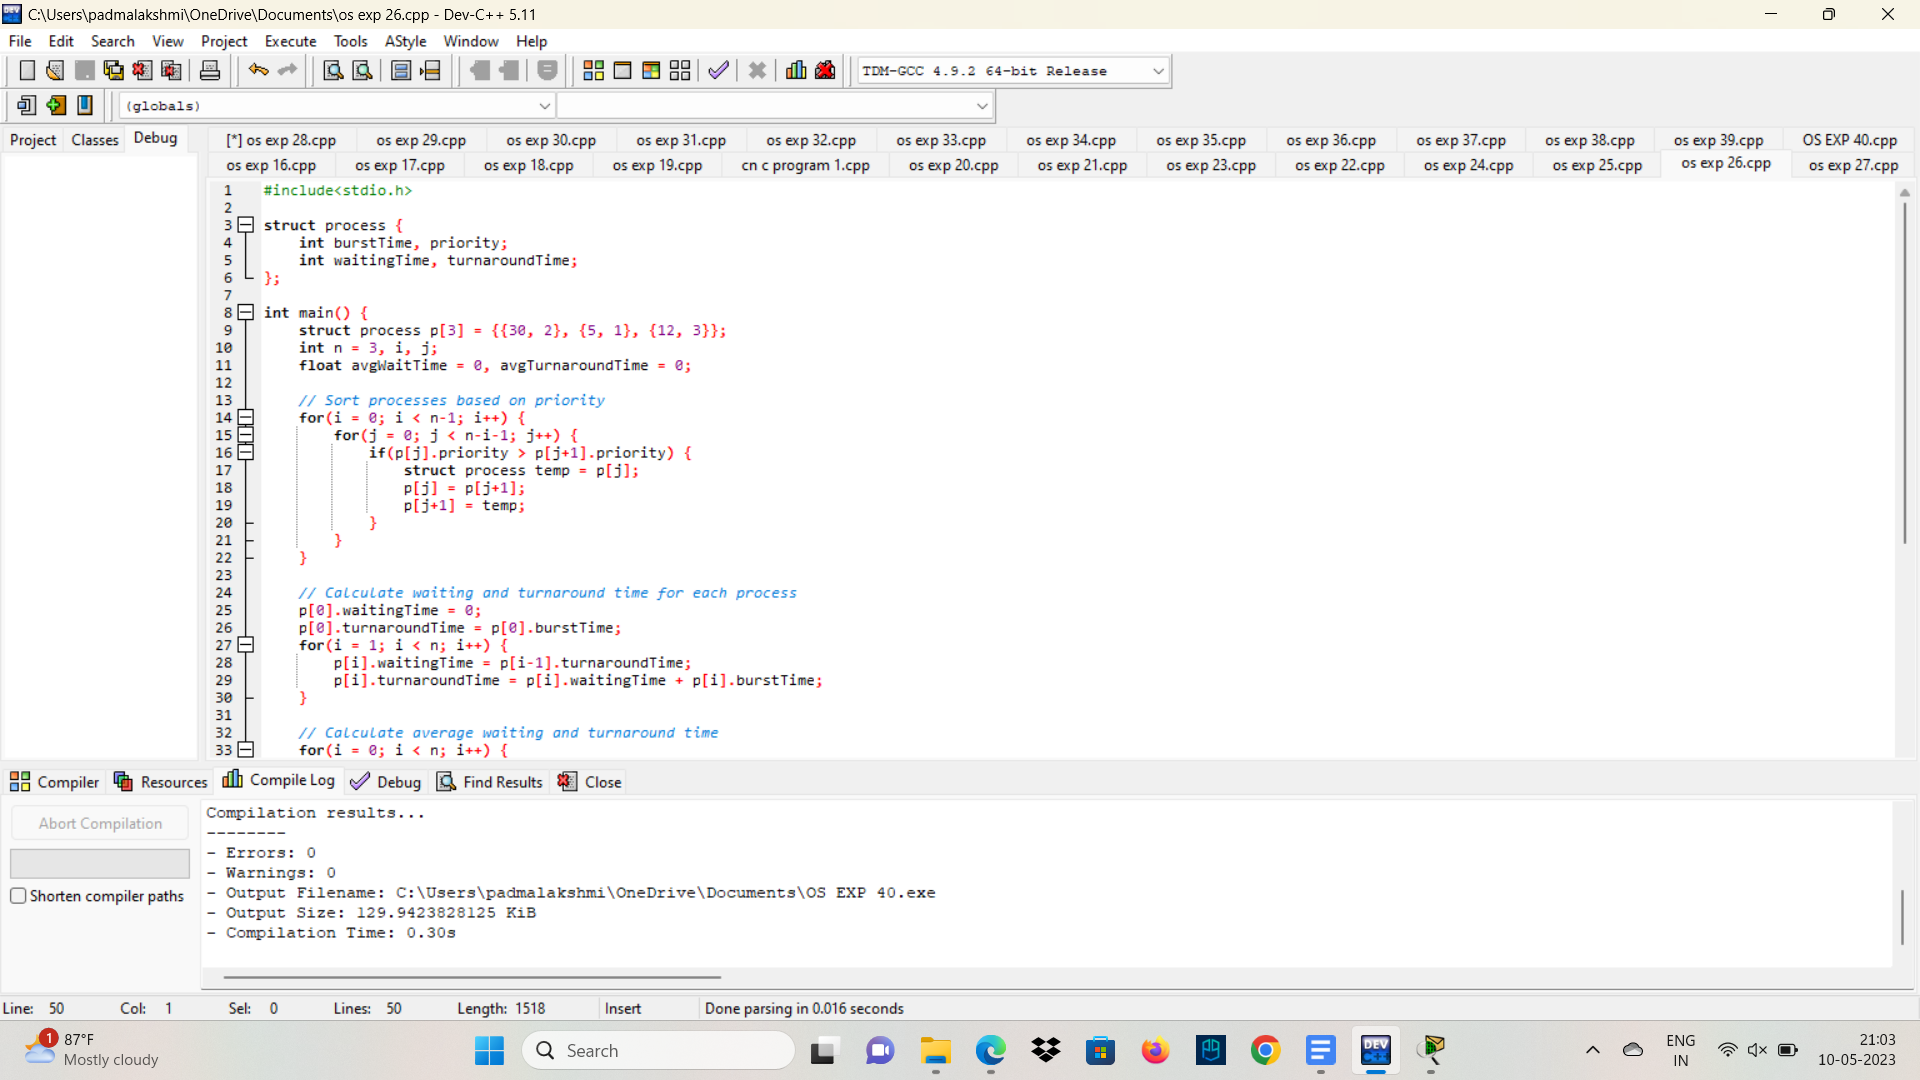 C:\Users\padmalakshmi\OneDrive\Documents\os exp 26.cpp - Dev-C++ 5.11
File Edit Search View Project Execute Tools AStyle Window Help
TDM-GCC 4.9.2 64-bit Release
(globals)
Project Classes Debug
[*] os exp 28.cpp os exp 29.cpp os exp 30.cpp os exp 31.cpp os exp 32.cpp os exp 33.cpp os exp 34.cpp os exp 35.cpp os exp 36.cpp os exp 37.cpp os exp 38.cpp os exp 39.cpp OS EXP 40.cpp
os exp 16.cpp os exp 17.cpp os exp 18.cpp os exp 19.cpp cn c program 1.cpp os exp 20.cpp os exp 21.cpp os exp 23.cpp os exp 22.cpp os exp 24.cpp os exp 25.cpp os exp 26.cpp os exp 27.cpp
1 #include<stdio.h>
2
3 struct process {
4 int burstTime, priority;
5 int waitingTime, turnaroundTime;
6 };
7
8 int main() {
9 struct process p[3] = {{30, 2}, {5, 1}, {12, 3}};
10 int n = 3, i, j;
11 float avgWaitTime = 0, avgTurnaroundTime = 0;
12
13 // Sort processes based on priority
14 for(i = 0; i < n-1; i++) {
15 for(j = 0; j < n-i-1; j++) {
16 if(p[j].priority > p[j+1].priority) {
17 struct process temp = p[j];
18 p[j] = p[j+1];
19 p[j+1] = temp;
20 }
21 }
22 }
23
24 // Calculate waiting and turnaround time for each process
25 p[0].waitingTime = 0;
26 p[0].turnaroundTime = p[0].burstTime;
27 for(i = 1; i < n; i++) {
28 p[i].waitingTime = p[i-1].turnaroundTime;
29 p[i].turnaroundTime = p[i].waitingTime + p[i].burstTime;
30 }
31
32 // Calculate average waiting and turnaround time
33 for(i = 0; i < n; i++) {
Compiler Resources Compile Log Debug Find Results Close
Abort Compilation
Shorten compiler paths
Compilation results...
--------
- Errors: 0
- Warnings: 0
- Output Filename: C:\Users\padmalakshmi\OneDrive\Documents\OS EXP 40.exe
- Output Size: 129.9423828125 KiB
- Compilation Time: 0.30s
Line: 50 Col: 1 Sel: 0 Lines: 50 Length: 1518 Insert Done parsing in 0.016 seconds
1
87°F
Mostly cloudy
Search
DEV C++
ENG
IN
21:03
10-05-2023